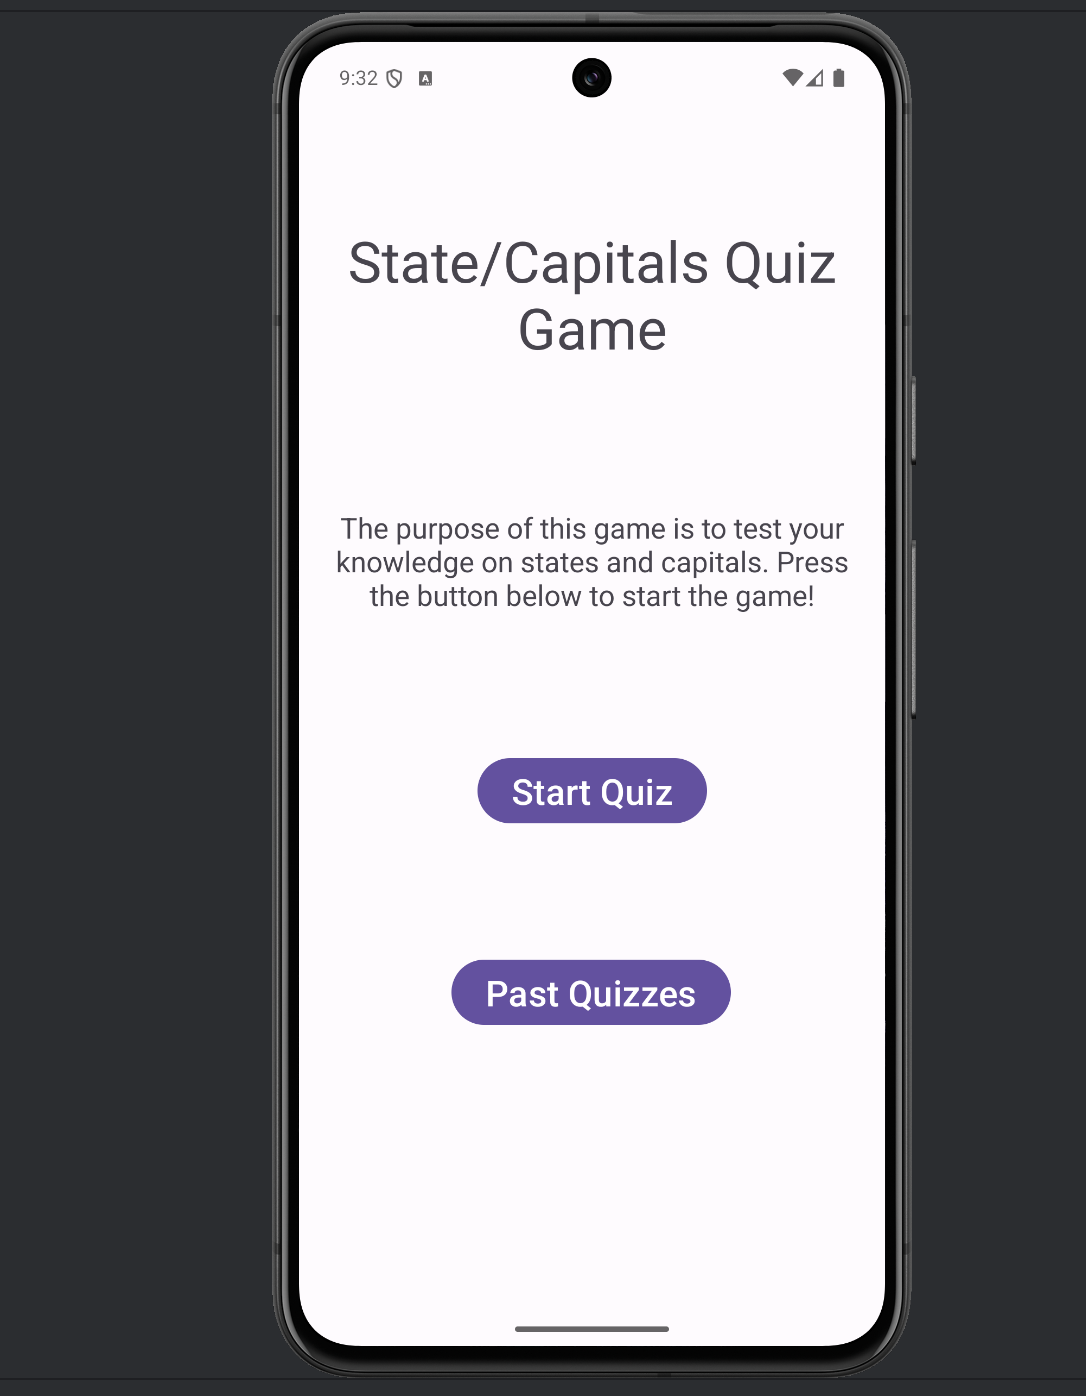 9:32
State/Capitals Quiz
Game
The purpose of this game is to test your
knowledge on states and capitals. Press
the button below to start the game!
Start Quiz
Past Quizzes